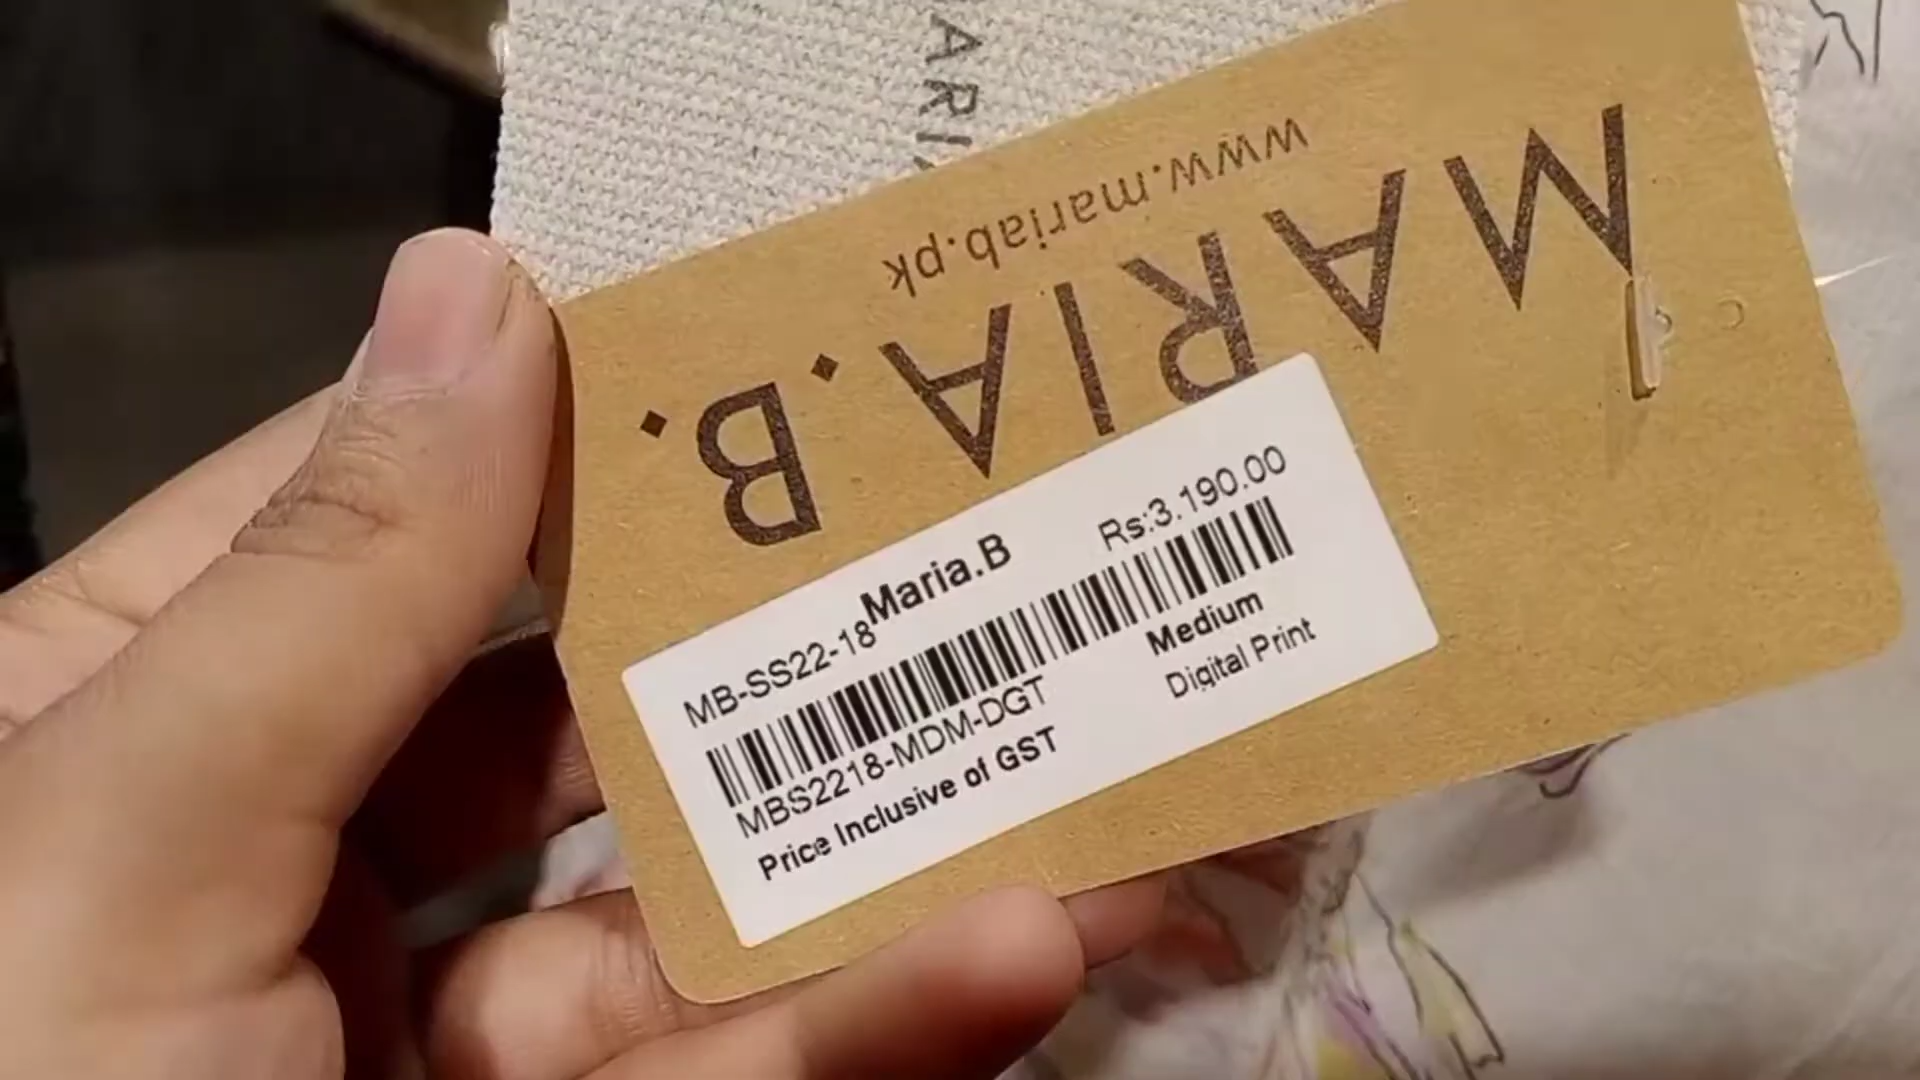 MARIA.B.
www.mariab.pk
Maria.B
MB-SS22-18
Rs:3.190.00
MBS2218-MDM-DGT
Medium
Price Inclusive of GST
Digital Print